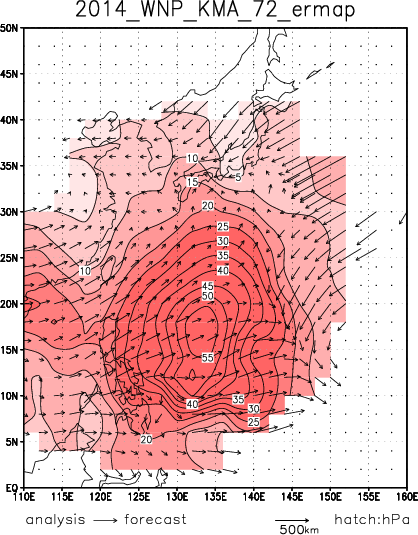 2014_WNP_KMA_72_ermap
50N
45N
40N
35N
30N
25N
20N
15N
10N
5N
EQ
10
15
5
20
25
30
35
40
10
45
50
55
40
35
30
25
20
110E 115E 120E 125E 130E 135E 140E 145E 150E 155E 160E
analysis → forecast
500km
hatch:hPa